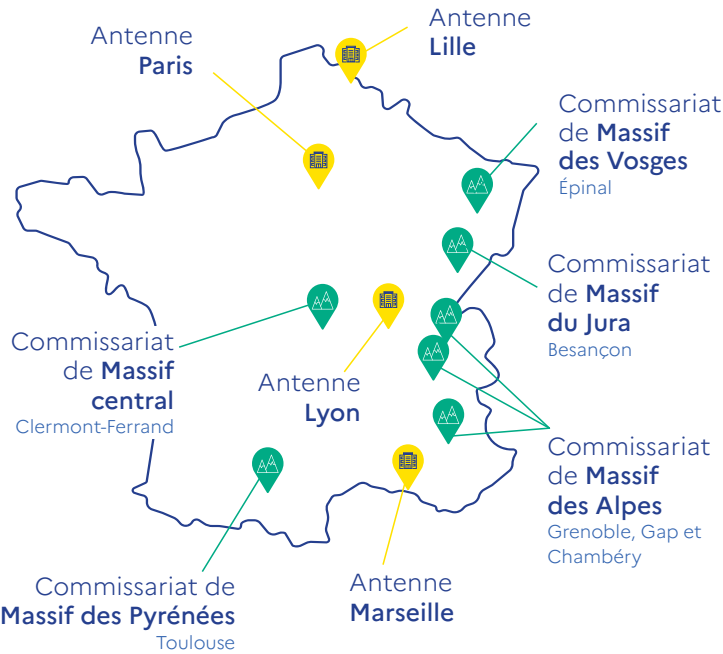 Antenne
Paris
Antenne
Lille
Commissariat
de Massif
des Vosges
Épinal
Commissariat
de Massif
du Jura
Besançon
Commissariat
de Massif
central
Clermont-Ferrand
Antenne
Lyon
Commissariat
de Massif
des Alpes
Grenoble, Gap et
Chambéry
Commissariat de
Massif des Pyrénées
Toulouse
Antenne
Marseille